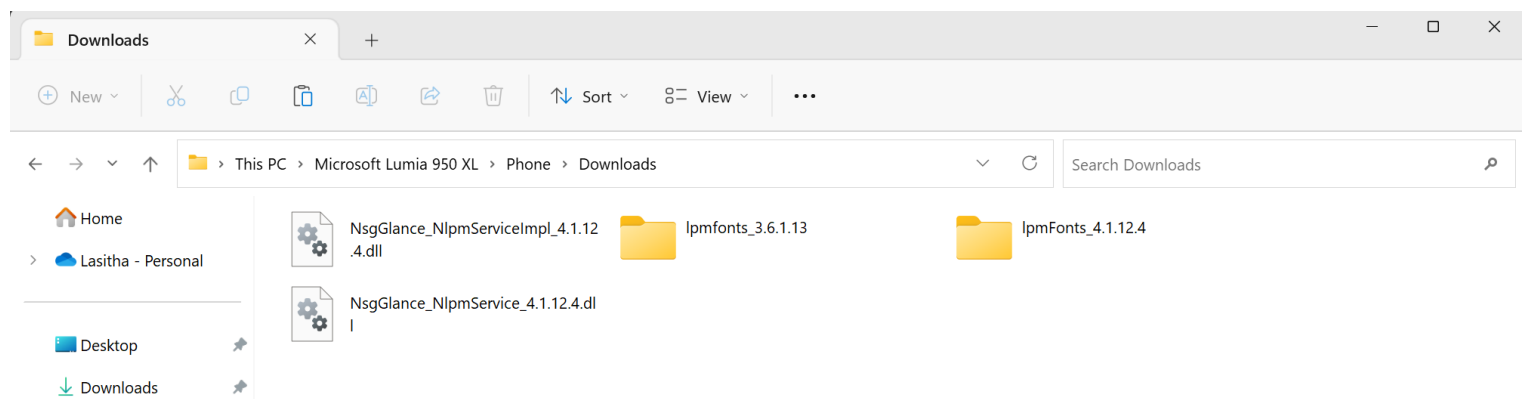 Downloads
New
Sort
View
This PC > Microsoft Lumia 950 XL > Phone > Downloads
Search Downloads
Home
Lasitha - Personal
Desktop
Downloads
NsgGlance_NlpmServiceImpl_4.1.12
.4.dll
lpmfonts_3.6.1.13
lpmFonts_4.1.12.4
NsgGlance_NlpmService_4.1.12.4.dl
l